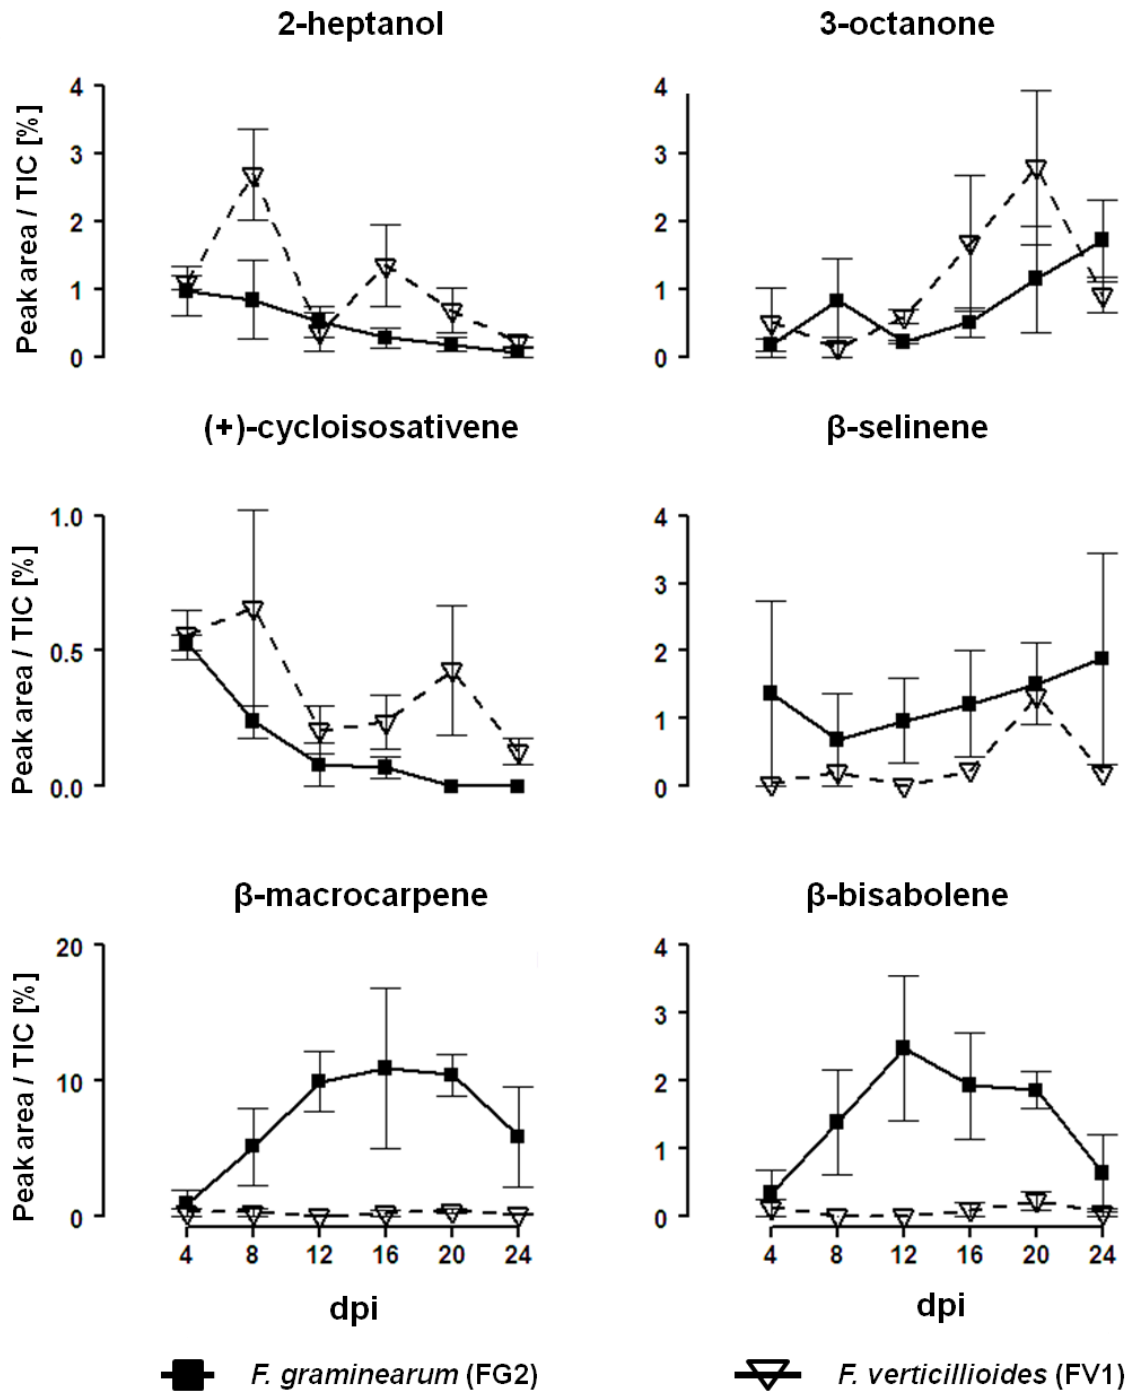 2-heptanol
3-octanone
Peak area / TIC [%]
4
3
2
1
0
4
3
2
1
0
(+)-cycloisosativene
β-selinene
Peak area / TIC [%]
1.0
0.5
0.0
4
3
2
1
0
β-macrocarpene
β-bisabolene
Peak area / TIC [%]
20
10
0
4
3
2
1
0
4 8 12 16 20 24
4 8 12 16 20 24
dpi
dpi
F. graminearum (FG2)
F. verticillioides (FV1)